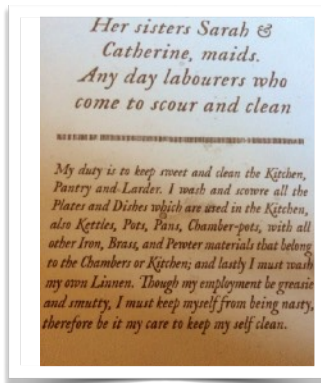 Her sisters Sarah &
Catherine, maids.
Any day labourers who
come to scour and clean
My duty is to keep sweet and clean the Kitchen,
Pantry and Larder. I wash and scowre all the
Plates and Dishes which are used in the Kitchen,
also Kettles, Pots, Pans, Chamber-pots, with all
other Iron, Brass, and Pewter materials that belong
to the Chambers or Kitchen; and lastly I must wash
my own Linnen. Though my employment be greasie
and smutty, I must keep myself from being nasty,
therefore be it my care to keep my self clean.